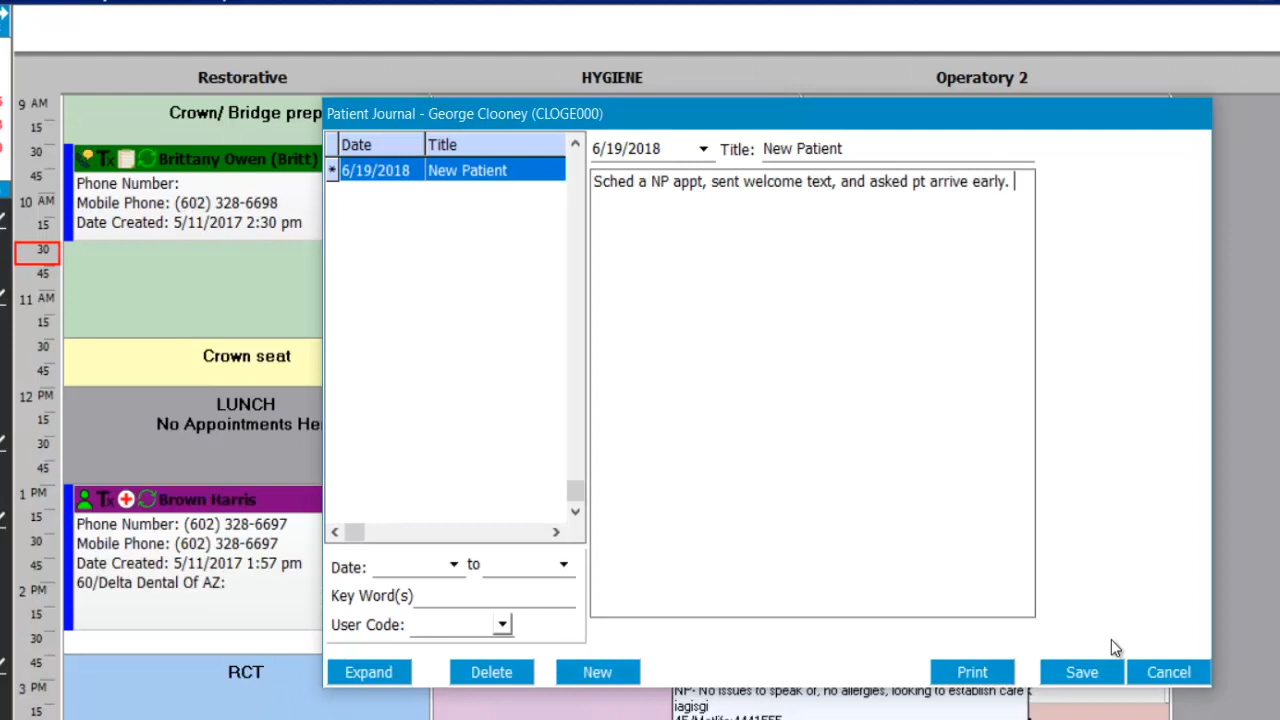 Restorative
HYGIENE
Operatory 2
9 AM
15
30
45
10 AM
15
30
45
11 AM
15
30
45
12 PM
15
30
45
1 PM
15
30
45
2 PM
15
30
45
3 PM
15
Crown/ Bridge prep
Tx Brittany Owen (Britt)
Phone Number:
Mobile Phone: (602) 328-6698
Date Created: 5/11/2017 2:30 pm
Crown seat
LUNCH
No Appointments He
Tx Brown Harris
Phone Number: (602) 328-6697
Mobile Phone: (602) 328-6697
Date Created: 5/11/2017 1:57 pm
60/Delta Dental Of AZ:
RCT
Patient Journal - George Clooney (CLOGE000)
Date Title
* 6/19/2018 New Patient
6/19/2018 Title: New Patient
Sched a NP appt, sent welcome text, and asked pt arrive early.
Date: to
Key Word(s)
User Code:
Expand Delete New Print Save Cancel
NP- No issues to speak of, no allergies, looking to establish care
iagisgi